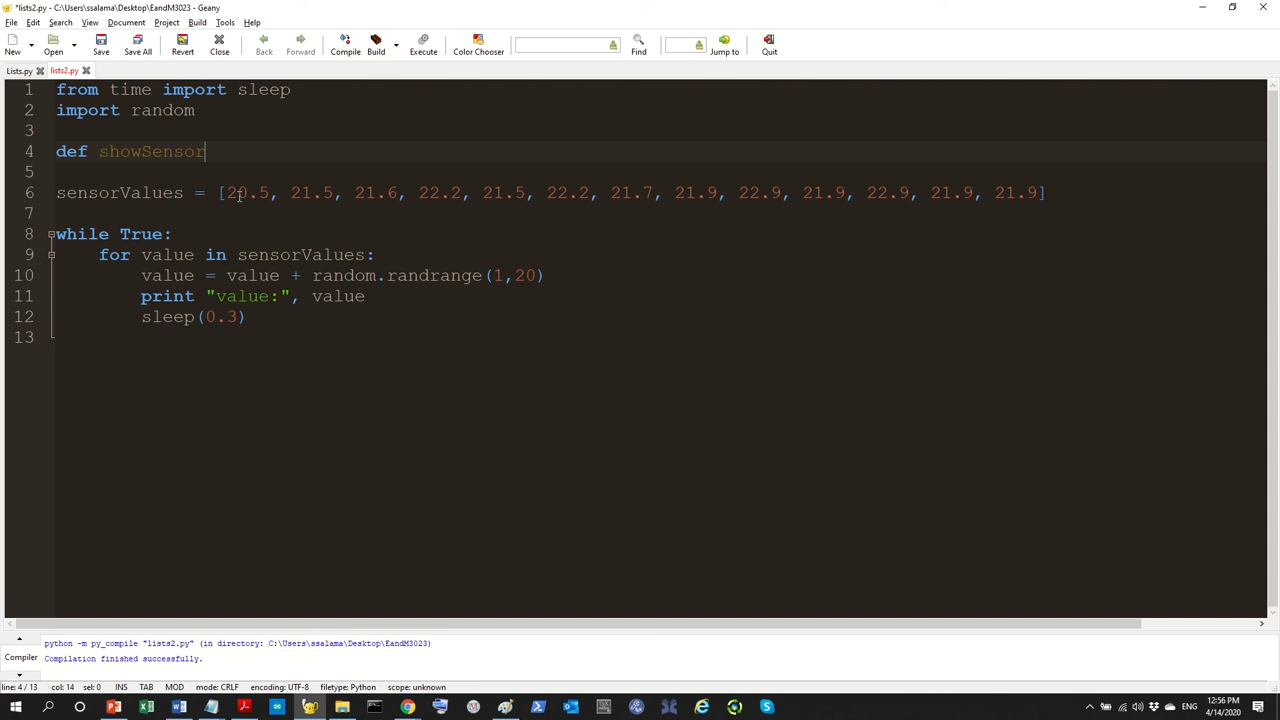 *lists2.py - C:\Users\ssalama\Desktop\EandM3023 - Geany
File Edit Search View Document Project Build Tools Help
New Open Save Save All Revert Close Back Forward Compile Build Execute Color Chooser Find Jump to Quit
Lists.py lists2.py
1 from time import sleep
2 import random
3
4 def showSensor
5
6 sensorValues = [20.5, 21.5, 21.6, 22.2, 21.5, 22.2, 21.7, 21.9, 22.9, 21.9, 22.9, 21.9, 21.9]
7
8 while True:
9 for value in sensorValues:
10 value = value + random.randrange(1,20)
11 print "value:", value
12 sleep(0.3)
13
python -m py_compile "lists2.py" (in directory: C:\Users\ssalama\Desktop\EandM3023)
Compiler Compilation finished successfully.
line: 4 / 13 col: 14 sel: 0 INS TAB MOD mode: CRLF encoding: UTF-8 filetype: Python scope: unknown
12:56 PM
4/14/2020